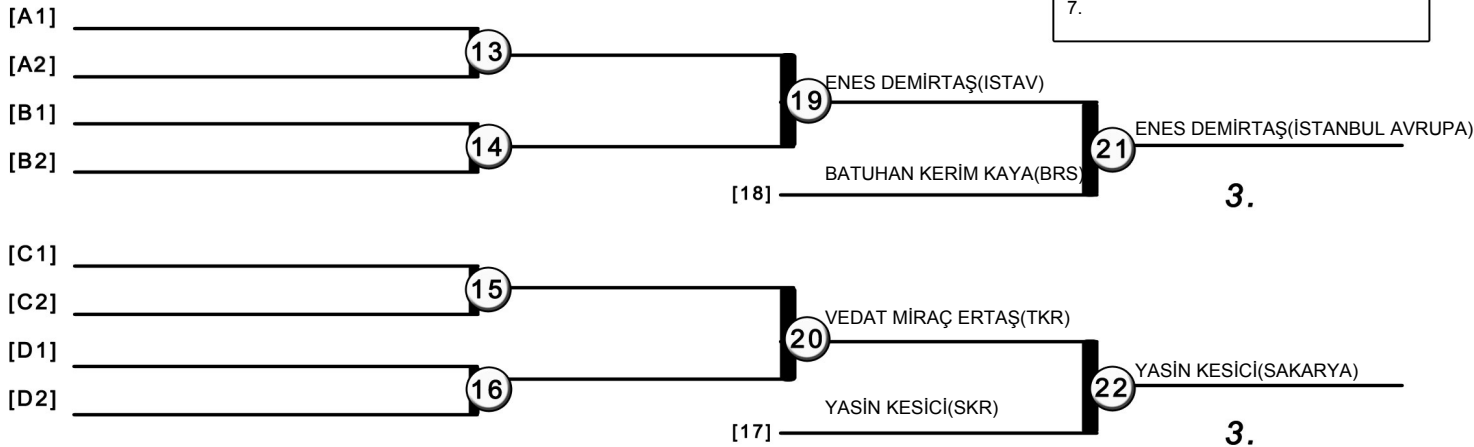 7.
[A1]
13
[A2]
19
ENES DEMİRTAŞ(ISTAV)
[B1]
14
[B2]
21
ENES DEMİRTAŞ(İSTANBUL AVRUPA)
BATUHAN KERİM KAYA(BRS)
[18]
3.
[C1]
15
[C2]
20
VEDAT MİRAÇ ERTAŞ(TKR)
[D1]
16
[D2]
22
YASİN KESİCİ(SAKARYA)
YASİN KESİCİ(SKR)
[17]
3.